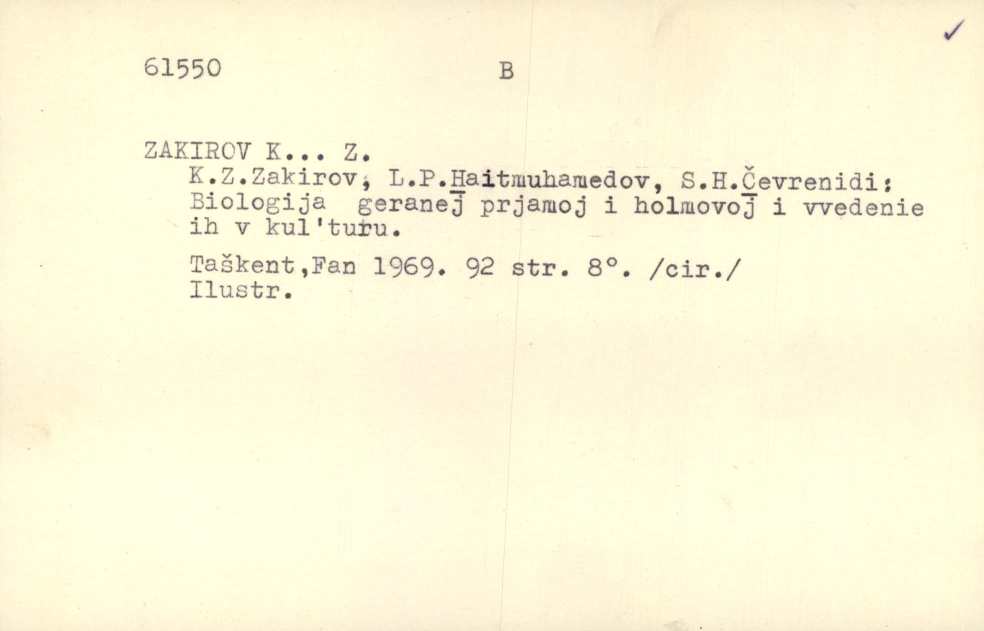 61550 B
ZAKIROV K... Z.
K.Z.Zakirov, L.P.Haitmuhamedov, S.H.Čevrenidi:
Biologija geranej prjamoj i holmovoj i vvedenie
ih v kul'turu.
Taškent,Fan 1969. 92 str. 8°. /cir./
Ilustr.